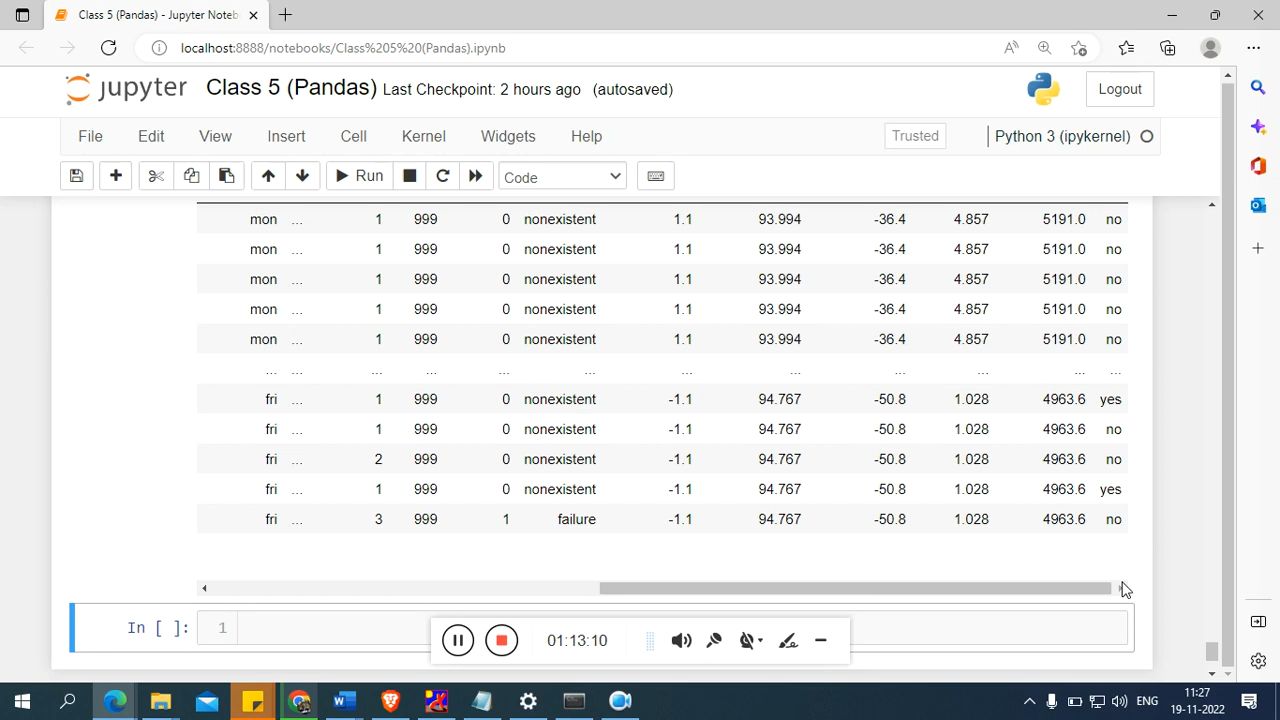 Class 5 (Pandas) - Jupyter Noteb
localhost:8888/notebooks/Class%205%20(Pandas).ipynb
jupyter Class 5 (Pandas) Last Checkpoint: 2 hours ago (autosaved) Logout
File Edit View Insert Cell Kernel Widgets Help Trusted Python 3 (ipykernel)
Run Code
mon ... 1 999 0 nonexistent 1.1 93.994 -36.4 4.857 5191.0 no
mon ... 1 999 0 nonexistent 1.1 93.994 -36.4 4.857 5191.0 no
mon ... 1 999 0 nonexistent 1.1 93.994 -36.4 4.857 5191.0 no
mon ... 1 999 0 nonexistent 1.1 93.994 -36.4 4.857 5191.0 no
mon ... 1 999 0 nonexistent 1.1 93.994 -36.4 4.857 5191.0 no
... ... ... ... ... ... ... ... ... ... ... ...
fri ... 1 999 0 nonexistent -1.1 94.767 -50.8 1.028 4963.6 yes
fri ... 1 999 0 nonexistent -1.1 94.767 -50.8 1.028 4963.6 no
fri ... 2 999 0 nonexistent -1.1 94.767 -50.8 1.028 4963.6 no
fri ... 1 999 0 nonexistent -1.1 94.767 -50.8 1.028 4963.6 yes
fri ... 3 999 1 failure -1.1 94.767 -50.8 1.028 4963.6 no
In [ ]: 1
01:13:10
ENG
11:27
19-11-2022